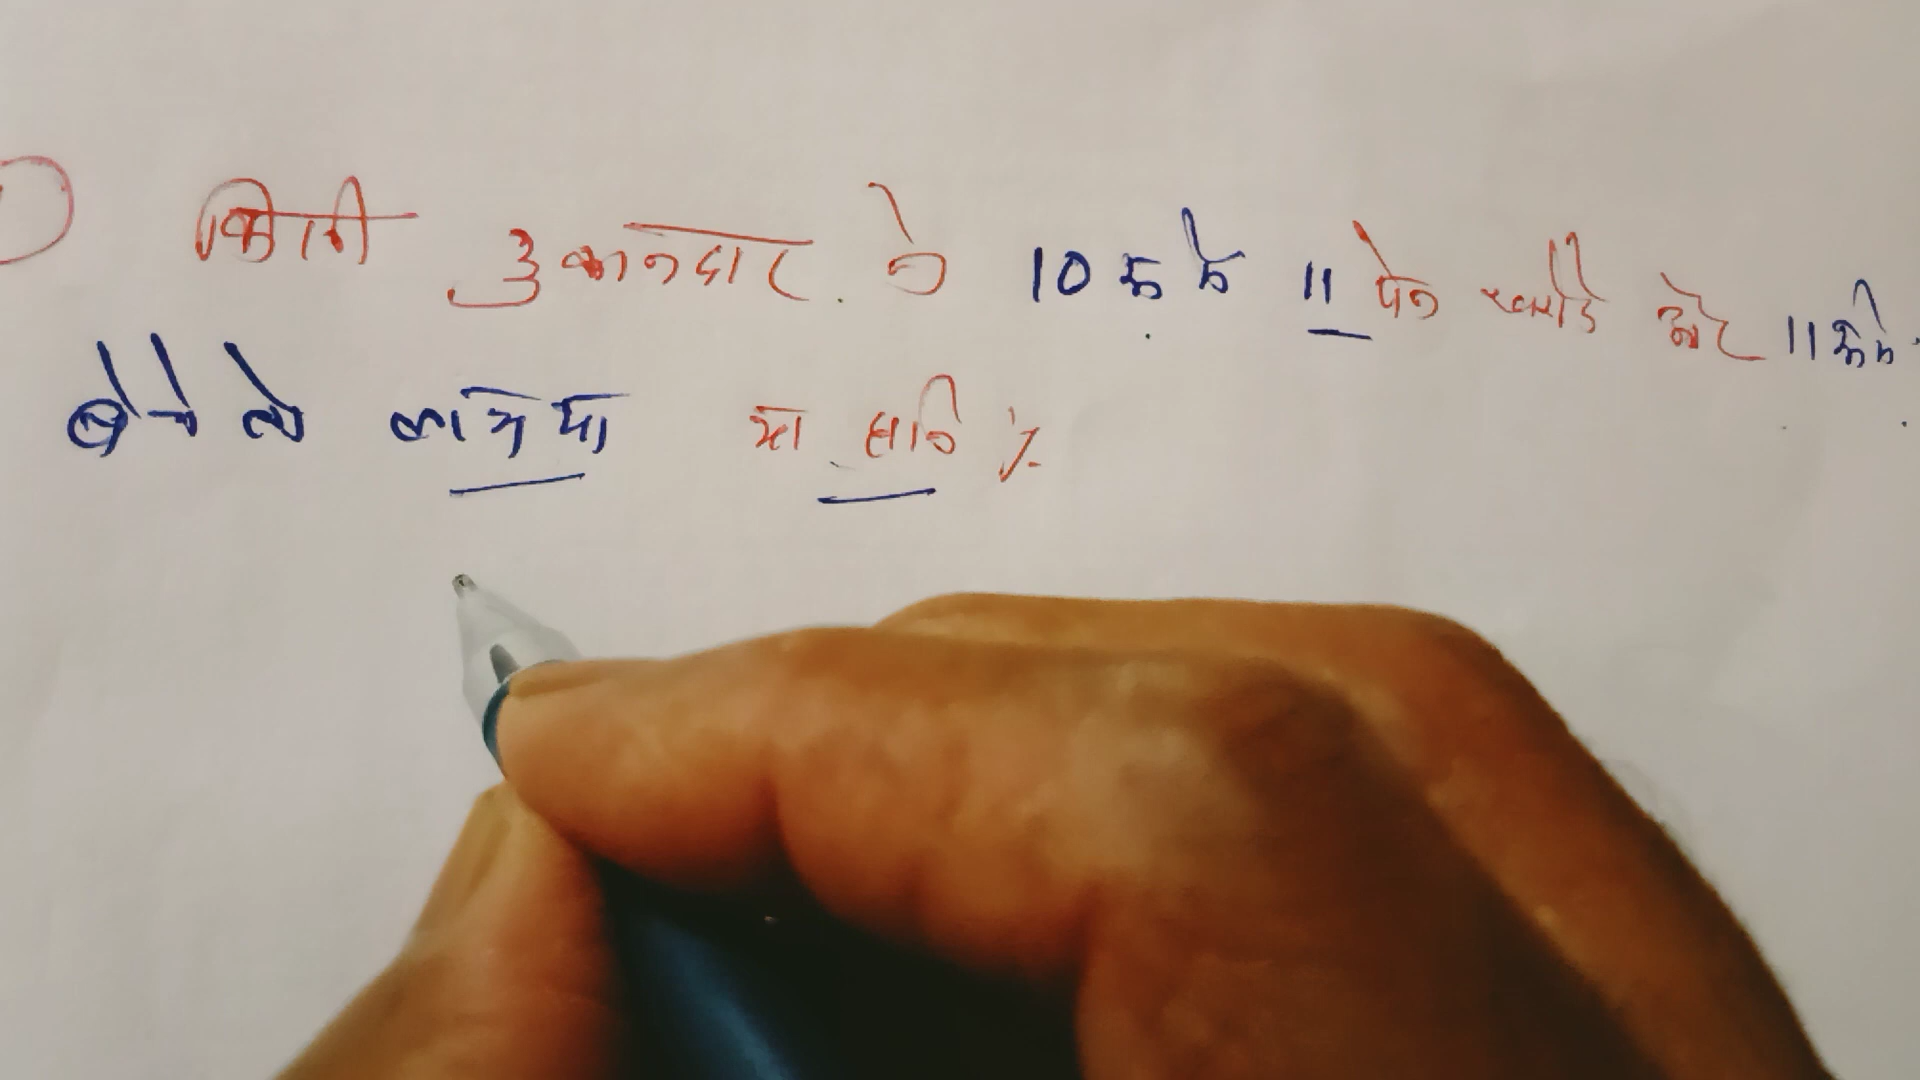 किसी दुकानदार ने 10 रू के 11 पेन खरीदे और 11 रू के
बेचे तो लाभ या हानि %